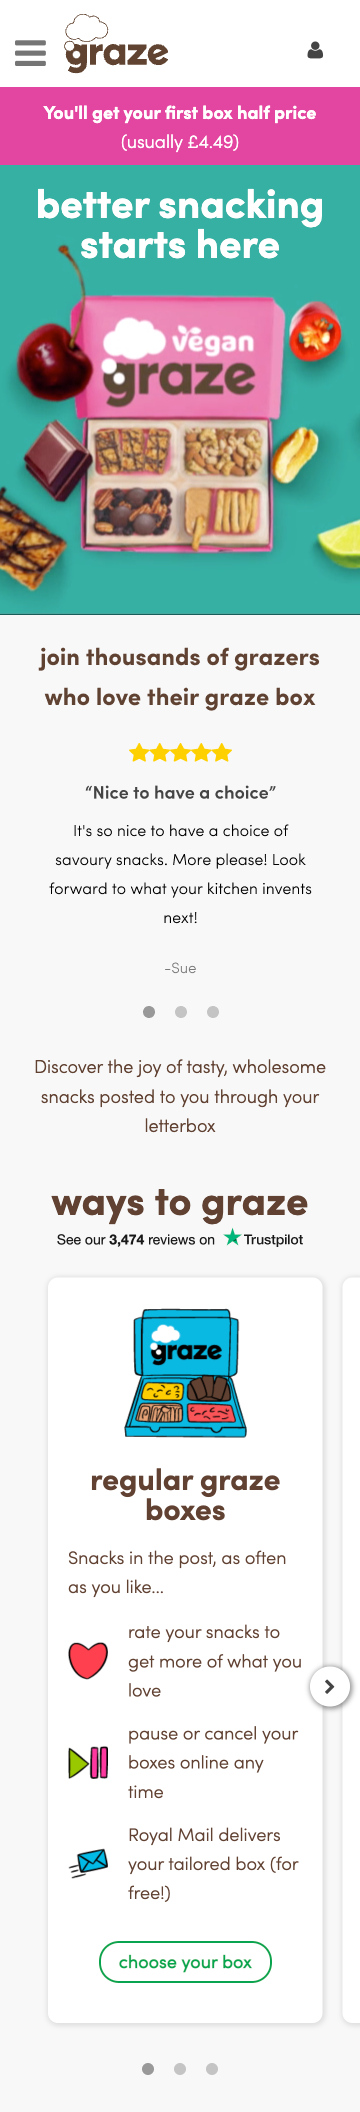 graze
You'll get your first box half price
(usually £4.49)
better snacking
starts here
vegan
graze
join thousands of grazers
who love their graze box
“Nice to have a choice”
It's so nice to have a choice of
savoury snacks. More please! Look
forward to what your kitchen invents
next!
-Sue
Discover the joy of tasty, wholesome
snacks posted to you through your
letterbox
ways to graze
See our 3,474 reviews on Trustpilot
graze
regular graze
boxes
Snacks in the post, as often
as you like...
rate your snacks to
get more of what you
love
pause or cancel your
boxes online any
time
Royal Mail delivers
your tailored box (for
free!)
choose your box